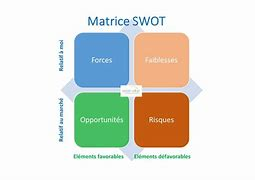 Matrice SWOT
Relatif à moi
Forces
Faiblesses
Relatif au marché
Opportunités
Risques
Eléments favorables
Eléments défavorables